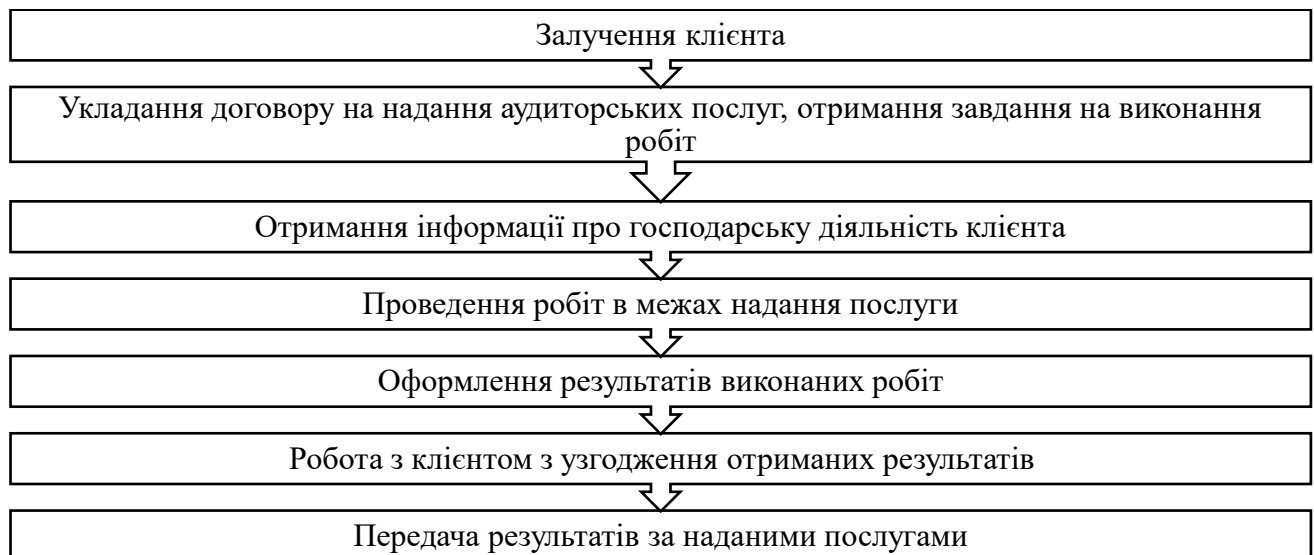 Залучення клієнта
Укладання договору на надання аудиторських послуг, отримання завдання на виконання
робіт
Отримання інформації про господарську діяльність клієнта
Проведення робіт в межах надання послуги
Оформлення результатів виконаних робіт
Робота з клієнтом з узгодження отриманих результатів
Передача результатів за наданими послугами